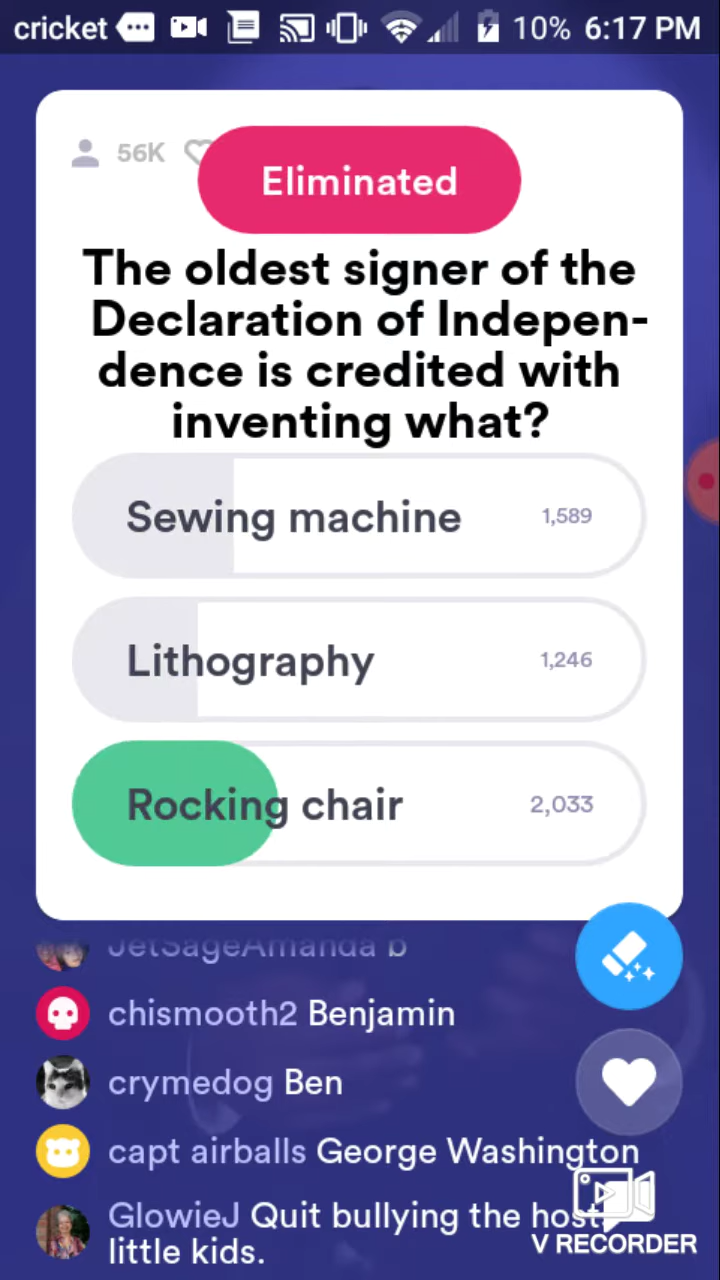 cricket 10% 6:17 PM
56K
Eliminated
The oldest signer of the
Declaration of Indepen-
dence is credited with
inventing what?
Sewing machine 1,589
Lithography 1,246
Rocking chair 2,033
JetSageAmanda b
chismooth2 Benjamin
crymedog Ben
capt airballs George Washington
GlowieJ Quit bullying the host,
little kids.
V RECORDER